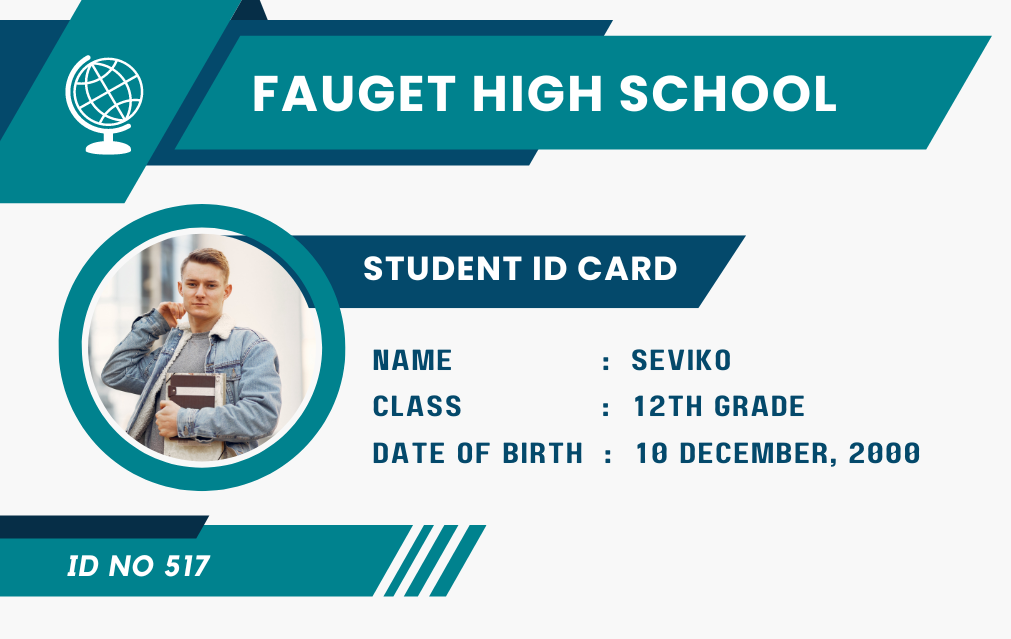 FAUGET HIGH SCHOOL
STUDENT ID CARD
NAME : SEVIKO
CLASS : 12TH GRADE
DATE OF BIRTH : 10 DECEMBER, 2000
ID NO 517